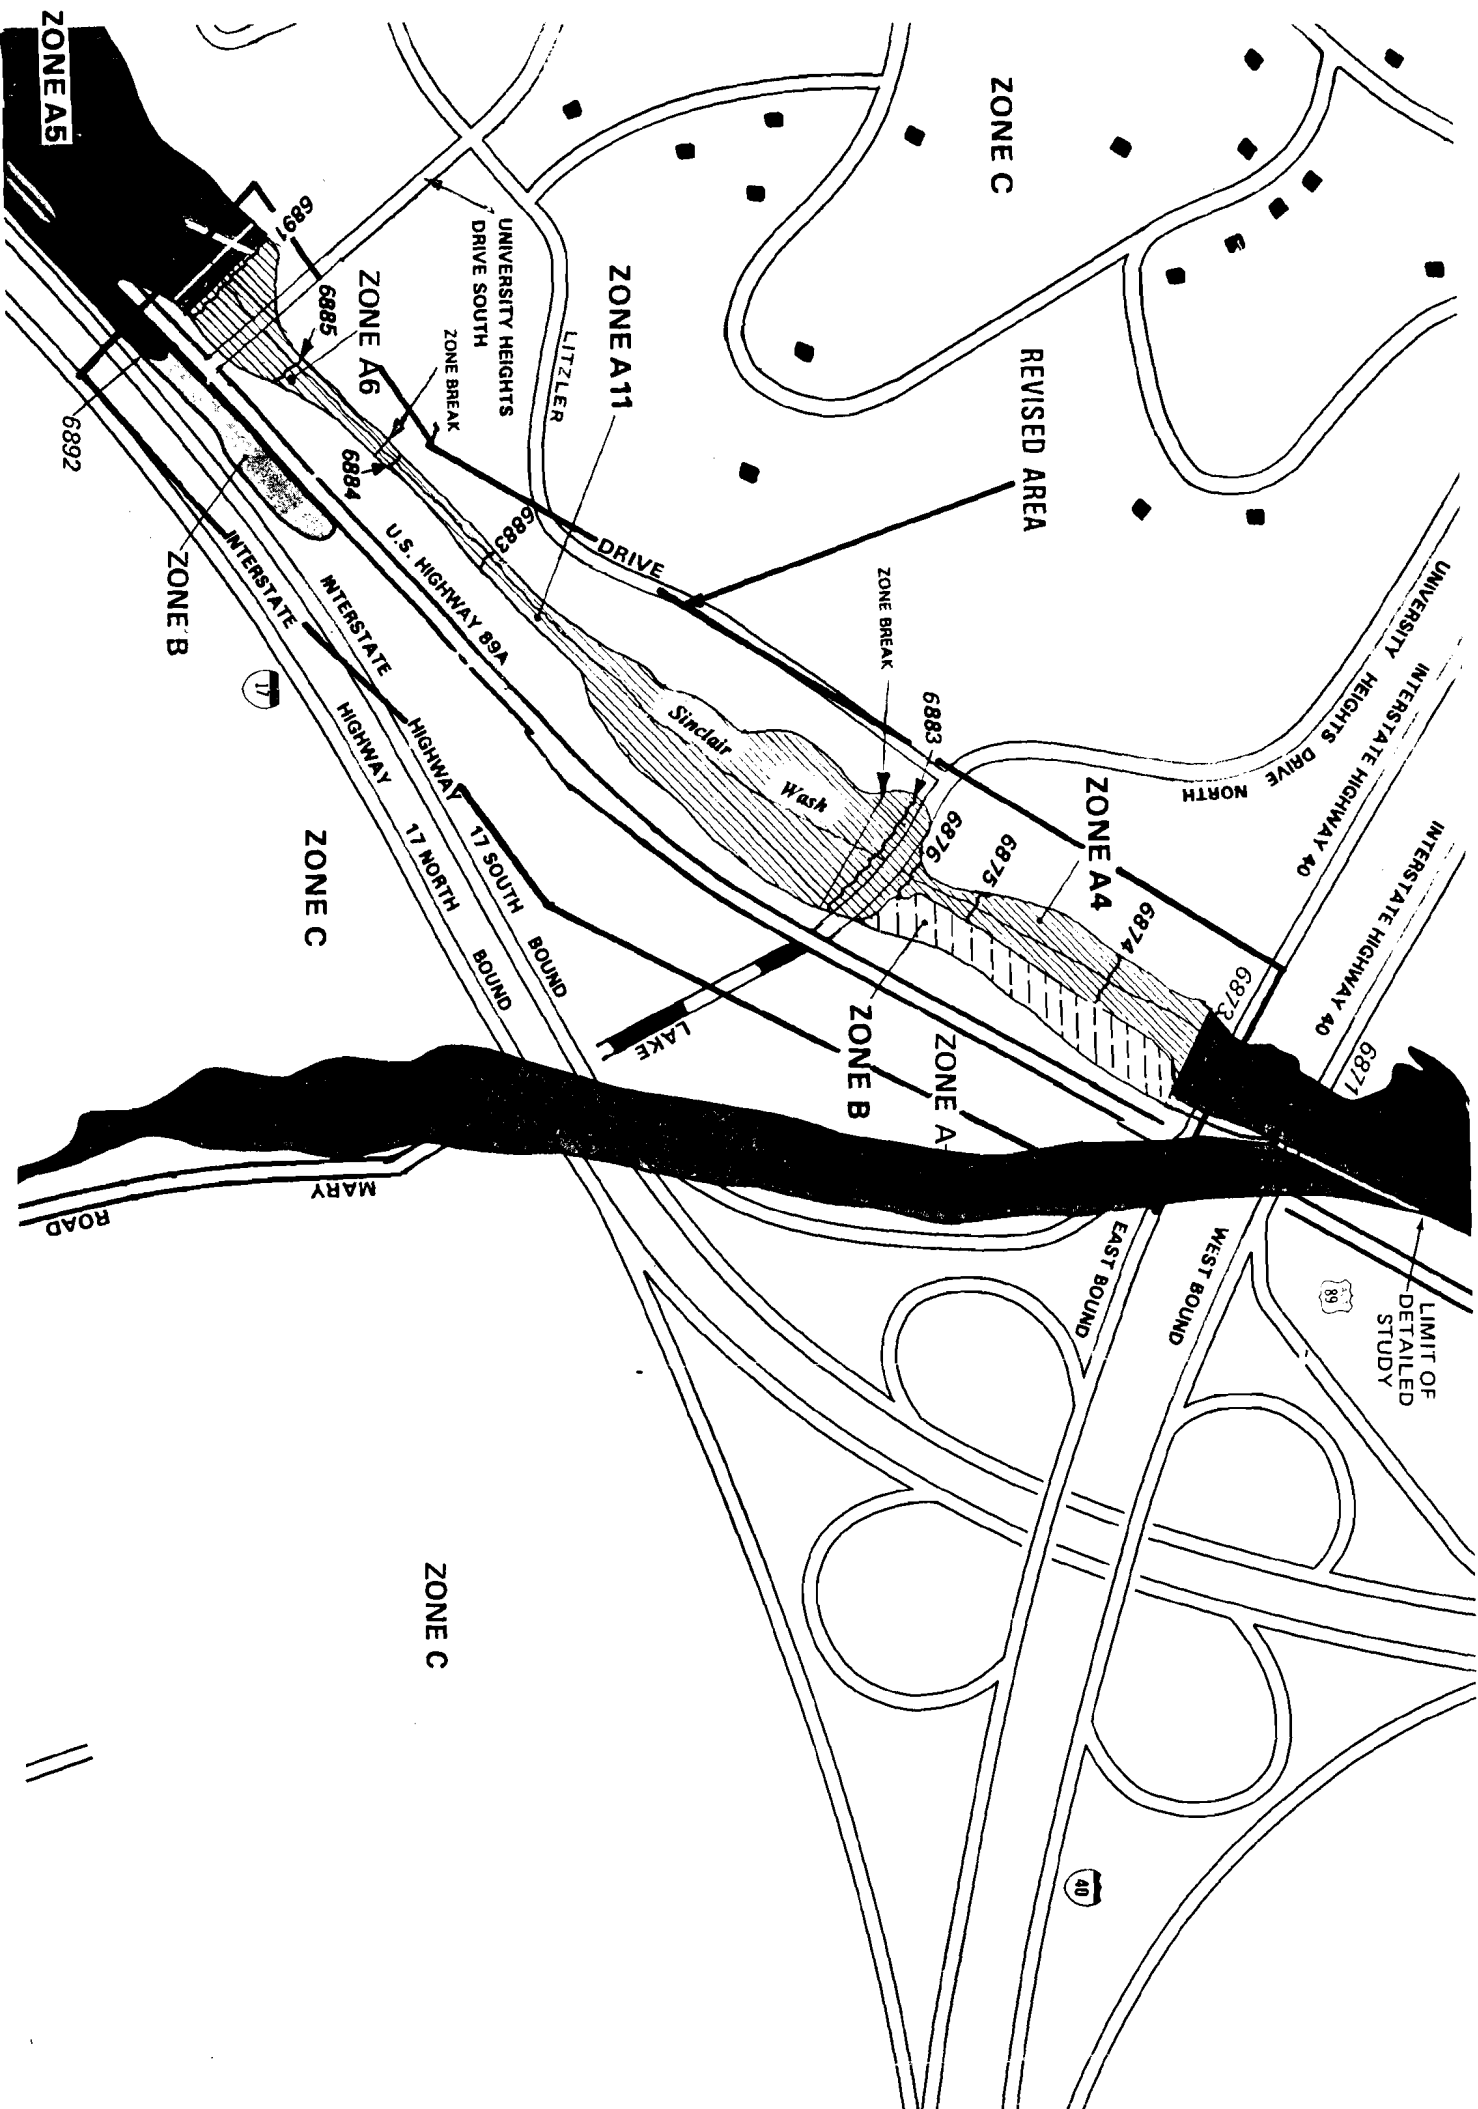 ZONE A5
ZONE C
6891
UNIVERSITY HEIGHTS
DRIVE SOUTH
6885
ZONE A6
ZONE BREAK
LITZLER
ZONE A11
REVISED AREA
6892
6884
6883
DRIVE
U.S. HIGHWAY 89A
ZONE B
INTERSTATE
HIGHWAY
17 NORTH
BOUND
INTERSTATE
HIGHWAY
17 SOUTH
BOUND
17
ZONE BREAK
Sinclair
Wash
6883
6876
6875
ZONE A4
6874
6873
6871
UNIVERSITY
HEIGHTS
DRIVE
NORTH
INTERSTATE HIGHWAY 40
INTERSTATE HIGHWAY 40
ZONE C
LAKE
MARY
ROAD
ZONE B
ZONE A
EAST BOUND
WEST BOUND
89
LIMIT OF
DETAILED
STUDY
ZONE C
40